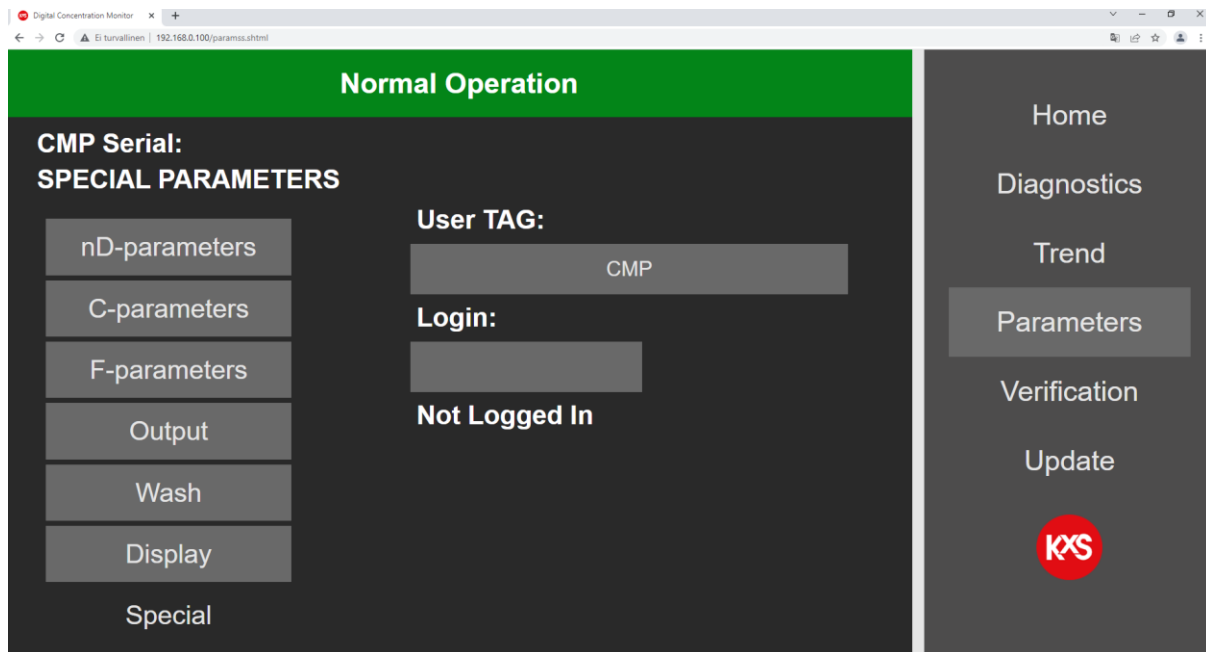 Digital Concentration Monitor
Ei turvallinen | 192.168.0.100/paramss.shtml
Normal Operation
CMP Serial:
SPECIAL PARAMETERS
nD-parameters
C-parameters
F-parameters
Output
Wash
Display
Special
User TAG:
CMP
Login:
Not Logged In
Home
Diagnostics
Trend
Parameters
Verification
Update
KXS